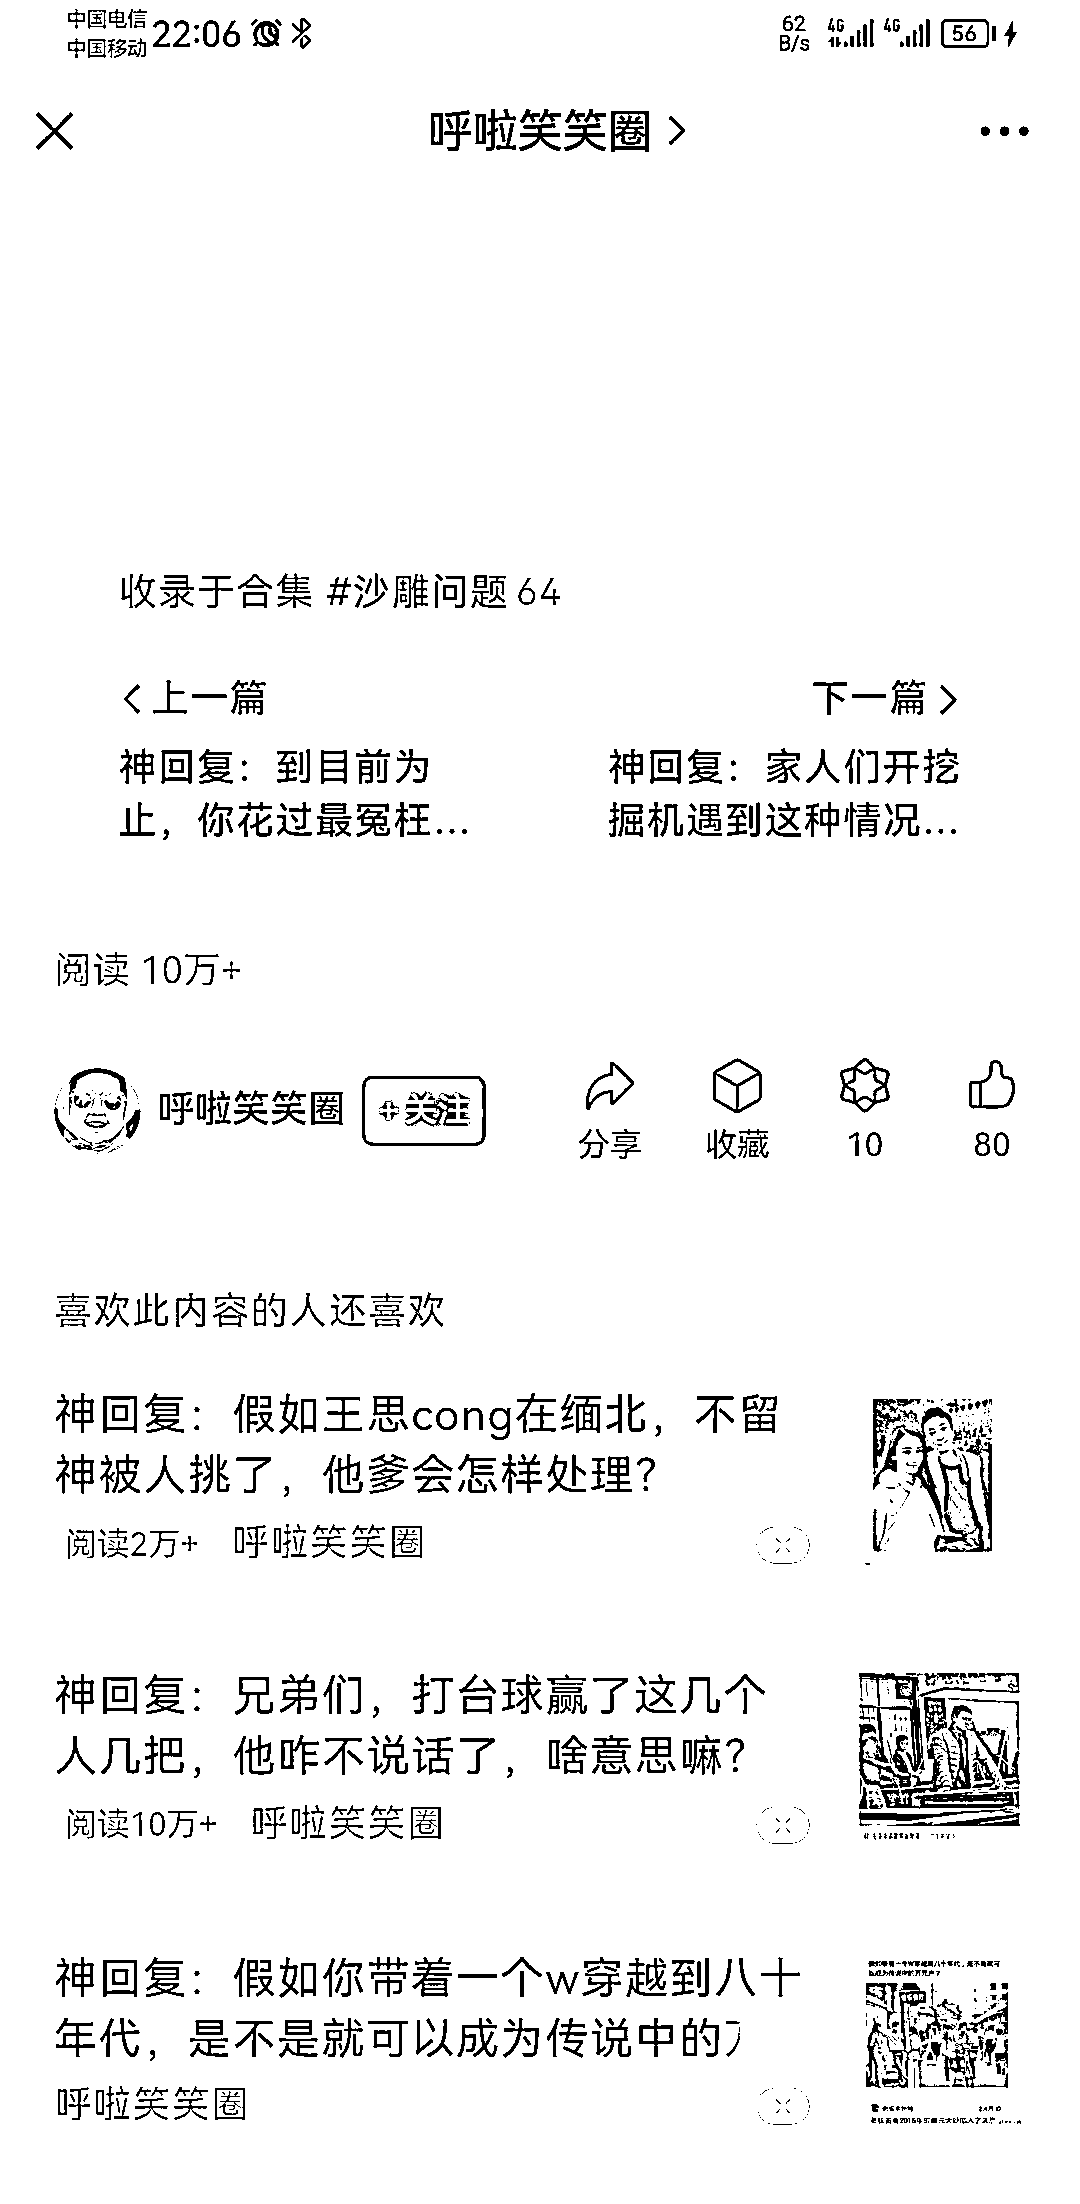 中国电信
中国移动
22:06
62
B/s
4G
4G
56
呼啦笑笑圈
收录于合集 #沙雕问题 64
上一篇
下一篇
神回复：到目前为
止，你花过最冤枉...
神回复：家人们开挖
掘机遇到这种情况...
阅读 10万+
呼啦笑笑圈
+关注
分享
收藏
10
80
喜欢此内容的人还喜欢
神回复：假如王思cong在缅北，不留
神被人挑了，他爹会怎样处理？
阅读2万+ 呼啦笑笑圈
神回复：兄弟们，打台球赢了这几个
人几把，他咋不说话了，啥意思嘛？
阅读10万+ 呼啦笑笑圈
神回复：假如你带着一个w穿越到八十
年代，是不是就可以成为传说中的
呼啦笑笑圈